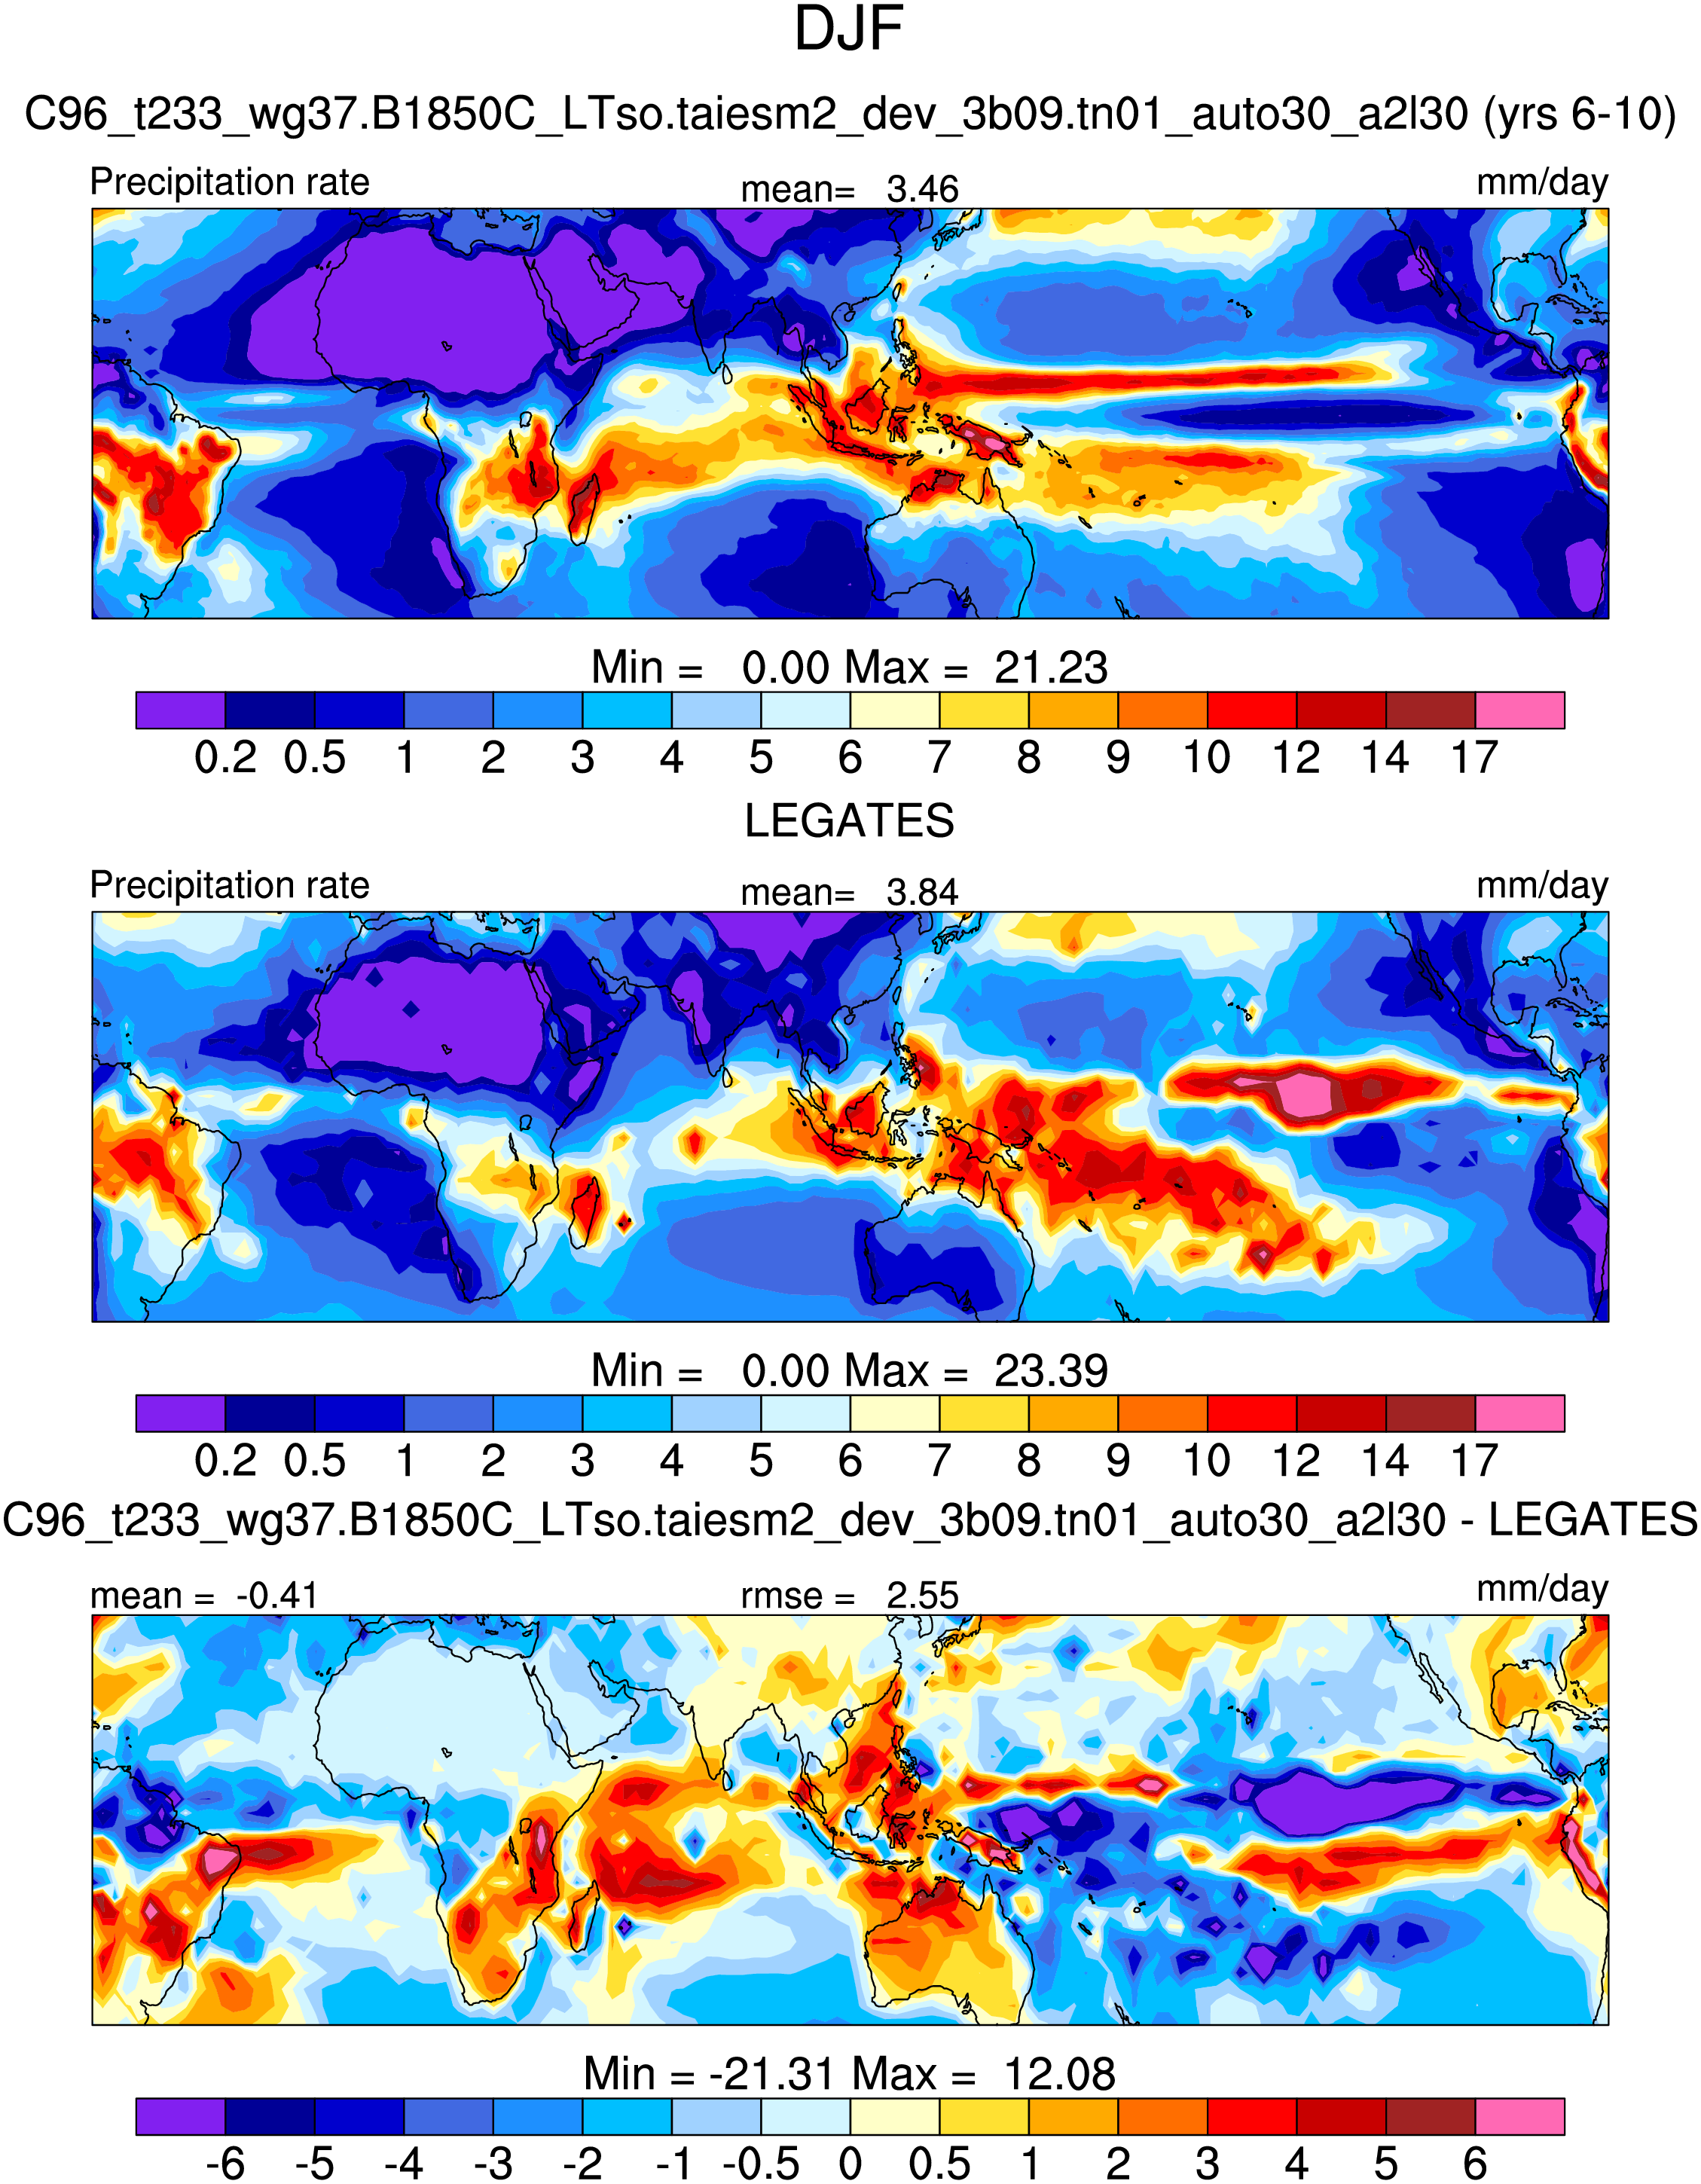 DJF
C96_t233_wg37.B1850C_LTso.taiesm2_dev_3b09.tn01_auto30_a2l30 (yrs 6-10)
Precipitation rate mean= 3.46 mm/day
Min = 0.00 Max = 21.23
0.2 0.5 1 2 3 4 5 6 7 8 9 10 12 14 17
LEGATES
Precipitation rate mean= 3.84 mm/day
Min = 0.00 Max = 23.39
0.2 0.5 1 2 3 4 5 6 7 8 9 10 12 14 17
C96_t233_wg37.B1850C_LTso.taiesm2_dev_3b09.tn01_auto30_a2l30 - LEGATES
mean = -0.41 rmse = 2.55 mm/day
Min = -21.31 Max = 12.08
-6 -5 -4 -3 -2 -1 -0.5 0 0.5 1 2 3 4 5 6